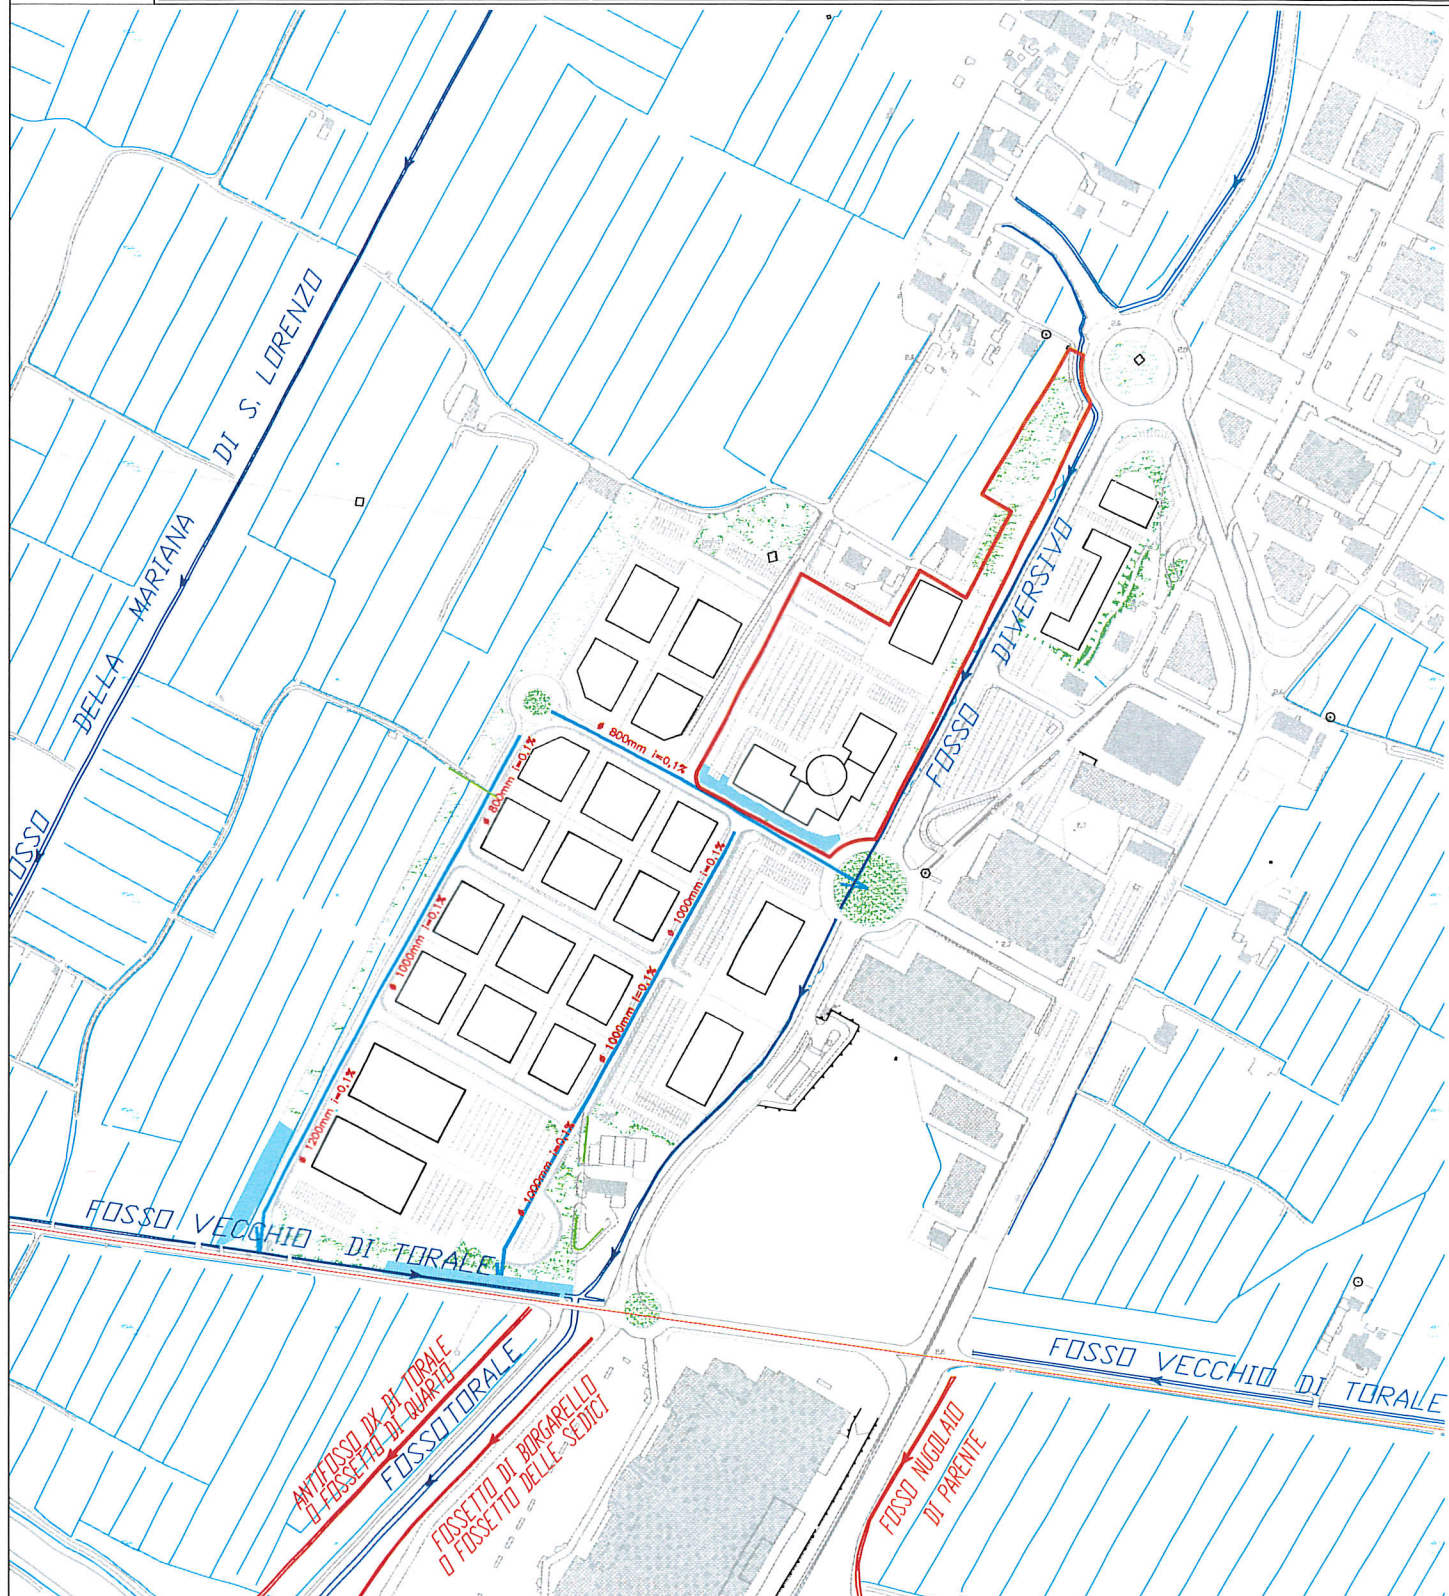 FOSSO
DELLA
MARIANA
DI S. LORENZO
FOSSO
DIVERSIVO
ø 800mm i=0,1%
ø 800mm i=0,1%
ø 1000mm i=0,1%
ø 1000mm i=0,1%
ø 1000mm i=0,1%
ø 1200mm i=0,1%
ø 1000mm i=0,1%
FOSSO VECCHIO DI TORALE
FOSSO VECCHIO DI TORALE
ANTIFOSSO DX DI TORALE
O FOSSETTO DI QUARTO
FOSSO TORALE
FOSSETTO DI BORGARELLO
O FOSSETTO DELLE SEDICI
FOSSO NUGOLAIO
DI PARENTE